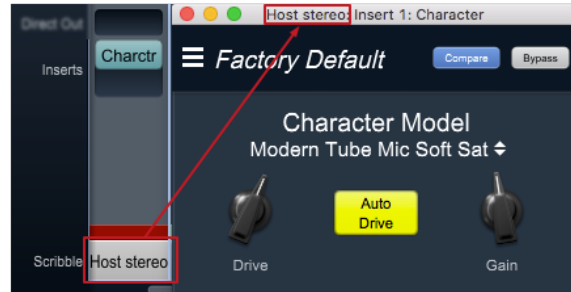 Direct Out
Host stereo: Insert 1: Character
Inserts
Charctr
Factory Default
Compare
Bypass
Character Model
Modern Tube Mic Soft Sat
Auto
Drive
Drive
Gain
Scribble
Host stereo